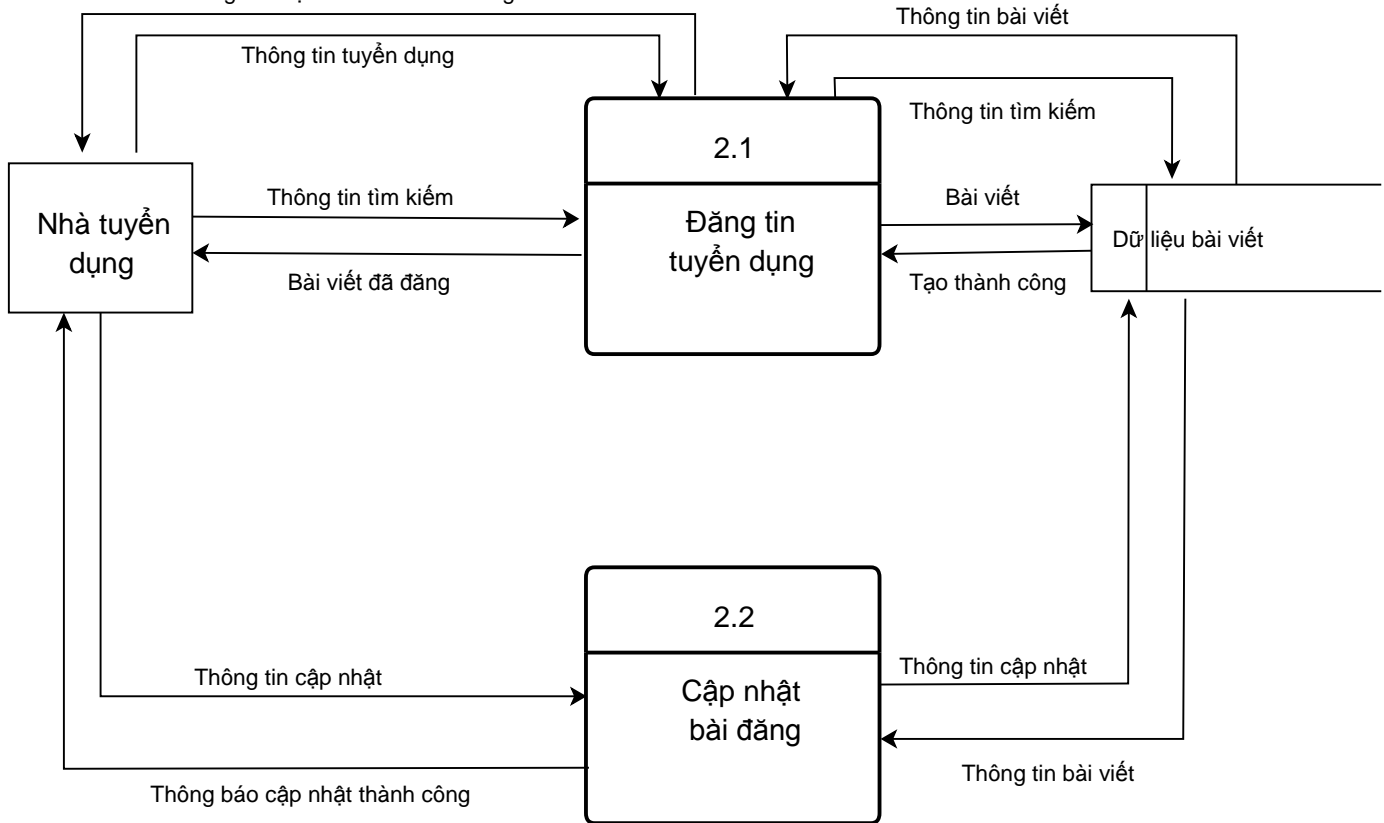 Thông tin bài viết
Thông tin tuyển dụng
Thông tin tìm kiếm
2.1
Nhà tuyển
dụng
Thông tin tìm kiếm
Đăng tin
tuyển dụng
Bài viết
Dữ liệu bài viết
Bài viết đã đăng
Tạo thành công
2.2
Thông tin cập nhật
Cập nhật
bài đăng
Thông tin cập nhật
Thông tin bài viết
Thông báo cập nhật thành công